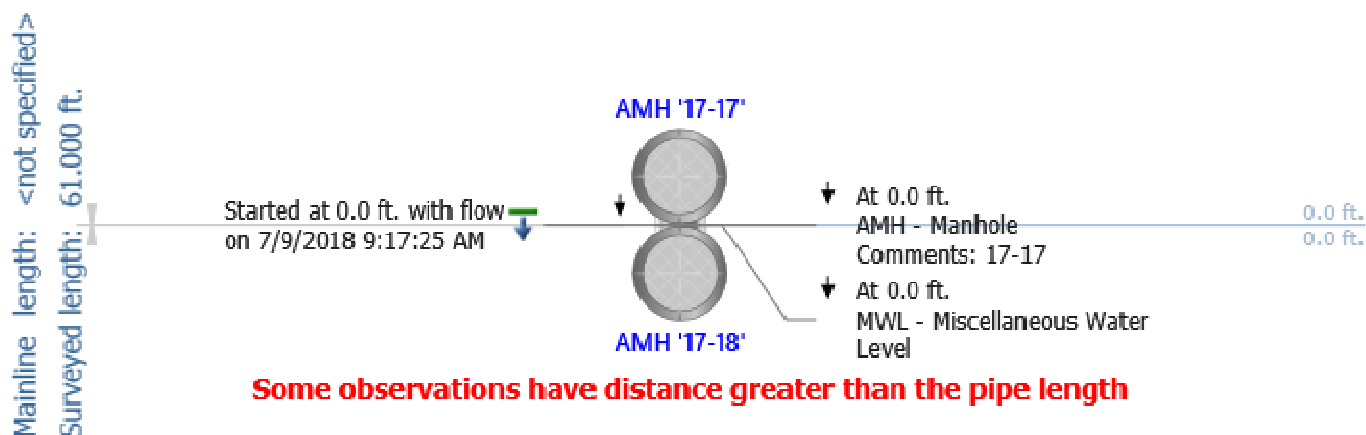 Mainline length: <not specified>
Surveyed length: 61.000 ft.
AMH '17-17'
Started at 0.0 ft. with flow
on 7/9/2018 9:17:25 AM
At 0.0 ft.
AMH - Manhole
Comments: 17-17
At 0.0 ft.
MWL - Miscellaneous Water
Level
0.0 ft.
0.0 ft.
AMH '17-18'
Some observations have distance greater than the pipe length